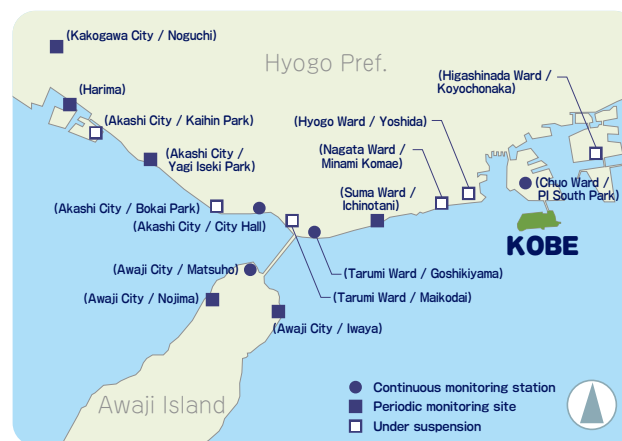 (Kakogawa City / Noguchi)
Hyogo Pref.
(Higashinada Ward /
Koyochonaka)
(Harima)
(Akashi City / Kaihin Park)
(Hyogo Ward / Yoshida)
(Akashi City /
Yagi Iseki Park)
(Nagata Ward /
Minami Komae)
(Suma Ward /
Ichinotani)
(Chuo Ward /
PI South Park)
(Akashi City / Bokai Park)
(Akashi City / City Hall)
KOBE
(Awaji City / Matsuho)
(Tarumi Ward / Goshikiyama)
(Awaji City / Nojima)
(Tarumi Ward / Maikodai)
(Awaji City / Iwaya)
Awaji Island
Continuous monitoring station
Periodic monitoring site
Under suspension